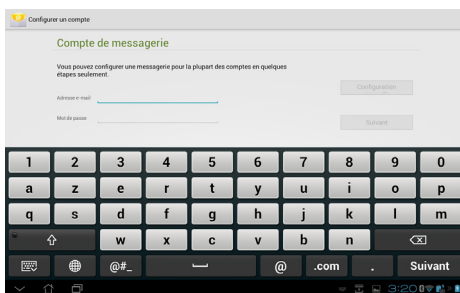 Configurer un compte
Compte de messagerie
Vous pouvez configurer une messagerie pour la plupart des comptes en quelques
étapes seulement.
Configuration
Adresse e-mail
Mot de passe
Suivant
1 2 3 4 5 6 7 8 9 0
a z e r t y u i o p
q s d f g h j k l m
w x c v b n
@#_ @ .com . Suivant
3:20